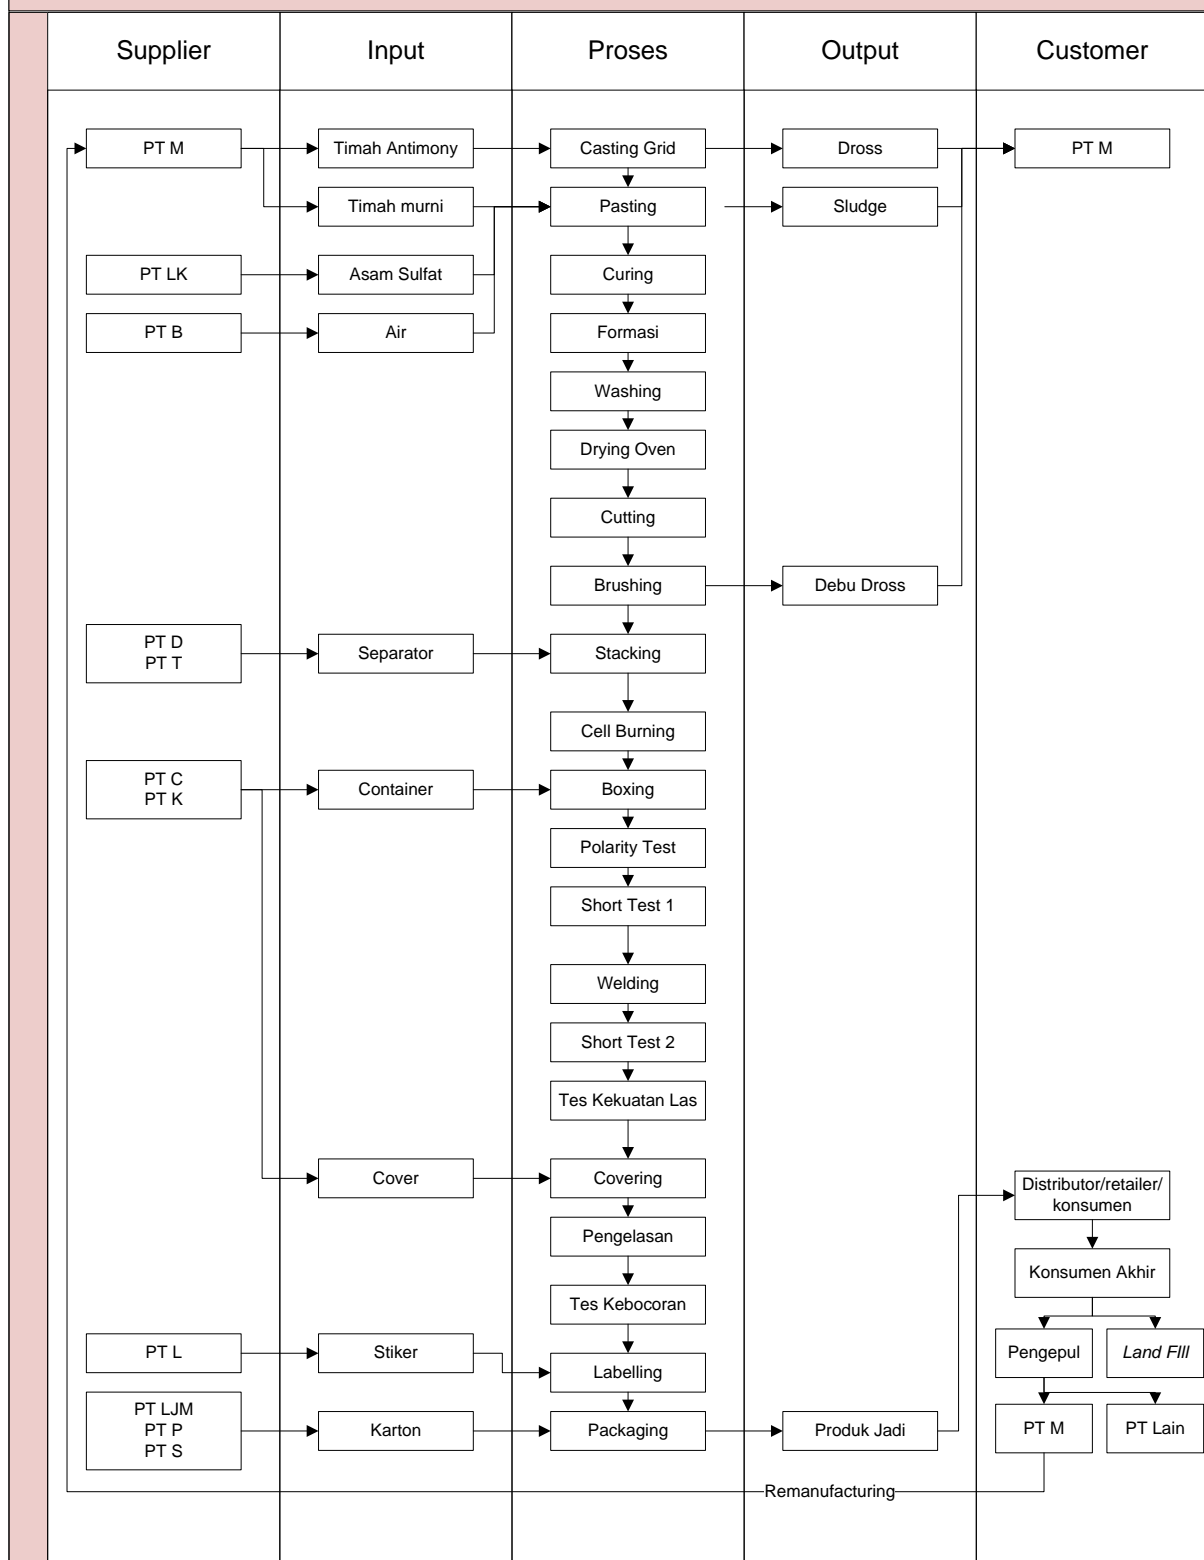 Supplier
Input
Proses
Output
Customer
PT M
Timah Antimony
Casting Grid
Dross
PT M
Timah murni
Pasting
Sludge
PT LK
Asam Sulfat
Curing
PT B
Air
Formasi
Washing
Drying Oven
Cutting
Brushing
Debu Dross
PT D
PT T
Separator
Stacking
Cell Burning
PT C
PT K
Container
Boxing
Polarity Test
Short Test 1
Welding
Short Test 2
Tes Kekuatan Las
Cover
Covering
Distributor/retailer/
konsumen
Pengelasan
Konsumen Akhir
Tes Kebocoran
PT L
Stiker
Labelling
Pengepul
Land FIll
PT LJM
PT P
PT S
Karton
Packaging
Produk Jadi
PT M
PT Lain
Remanufacturing